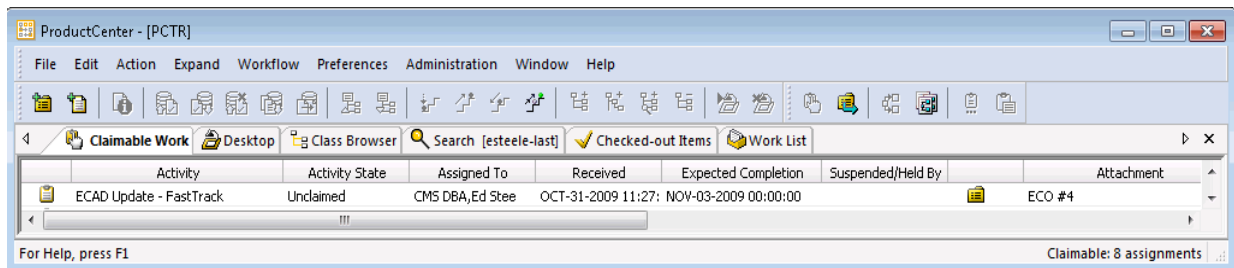 ProductCenter - [PCTR]
File Edit Action Expand Workflow Preferences Administration Window Help
Claimable Work Desktop Class Browser Search [esteele-last] Checked-out Items Work List
Activity Activity State Assigned To Received Expected Completion Suspended/Held By Attachment
ECAD Update - FastTrack Unclaimed CMS DBA,Ed Stee OCT-31-2009 11:27: NOV-03-2009 00:00:00 ECO #4
For Help, press F1 Claimable: 8 assignments